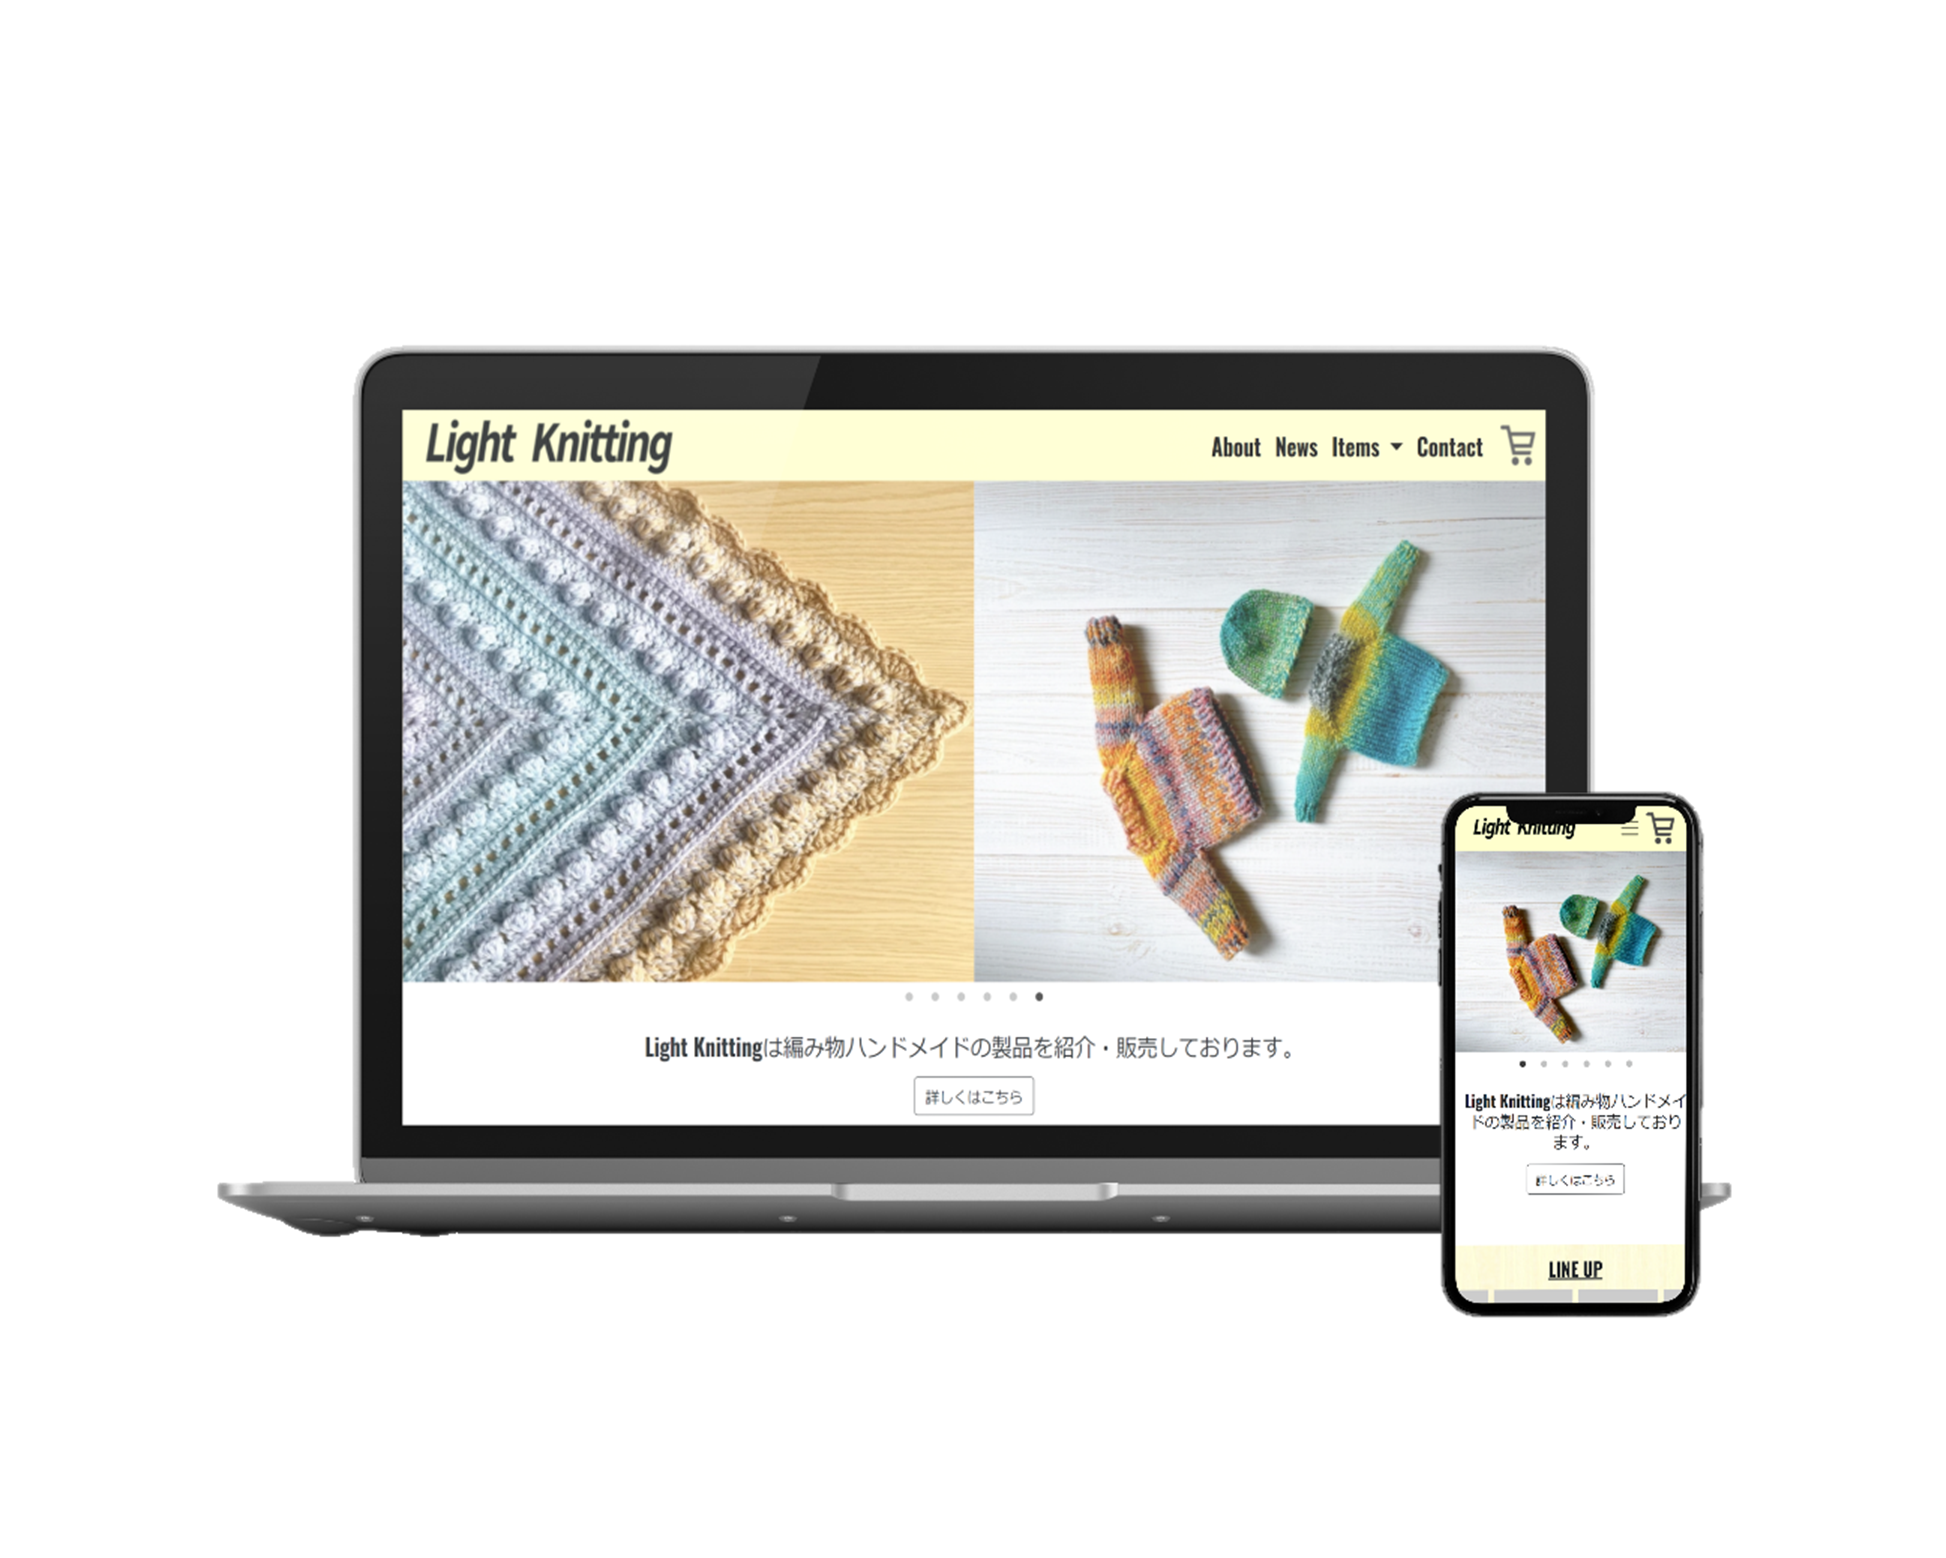 Light Knitting
About News Items Contact
Light Knittingは編み物ハンドメイドの製品を紹介・販売しております。
詳しくはこちら
Light Knitting
Light Knittingは編み物ハンドメイ
ドの製品を紹介・販売しており
ます。
詳しくはこちら
LINE UP